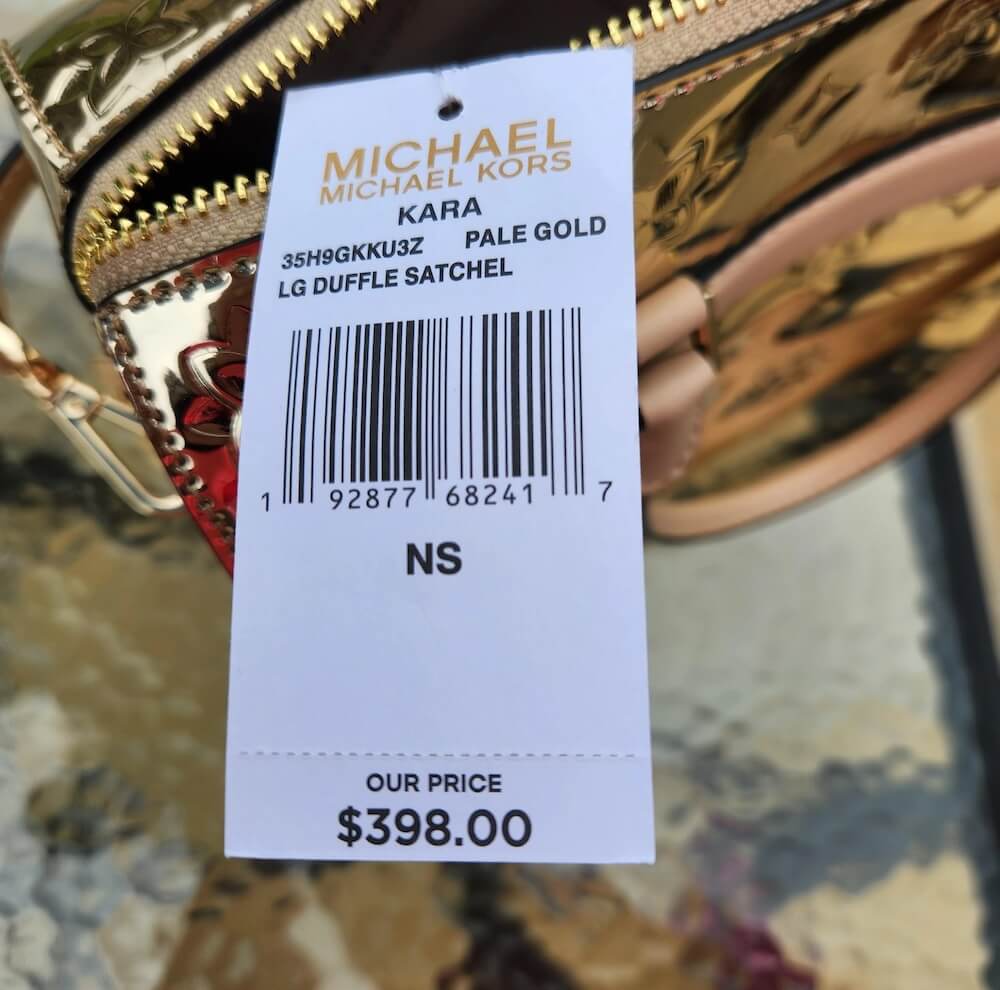 MICHAEL
MICHAEL KORS
KARA
35H9GKKU3Z PALE GOLD
LG DUFFLE SATCHEL
1 92877 68241 7
NS
OUR PRICE
$398.00